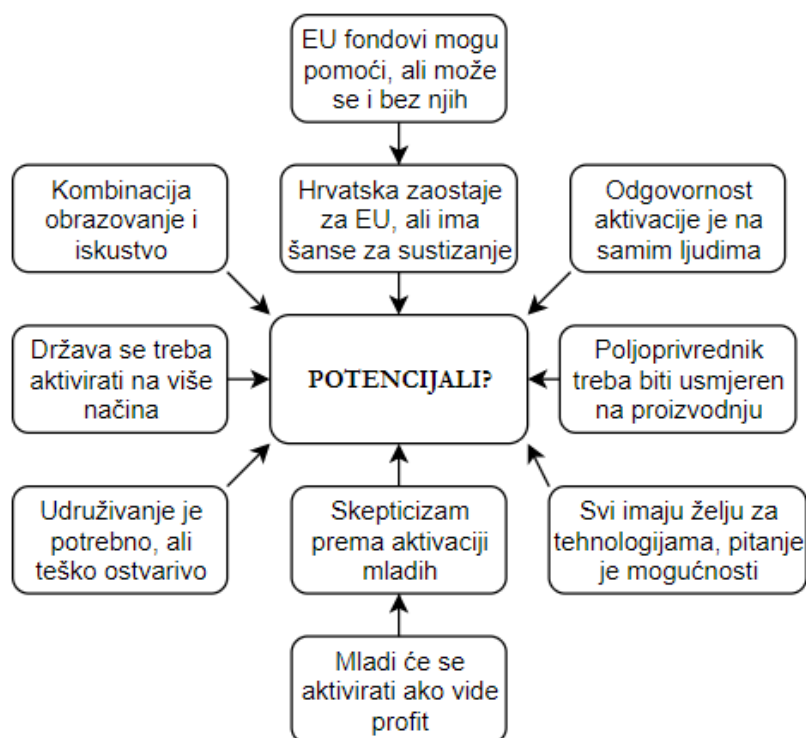 EU fondovi mogu
pomoći, ali može
se i bez njih
Kombinacija
obrazovanje i
iskustvo
Hrvatska zaostaje
za EU, ali ima
šanse za sustizanje
Odgovornost
aktivacije je na
samim ljudima
Država se treba
aktivirati na više
načina
POTENCIJALI?
Poljoprivrednik
treba biti usmjeren
na proizvodnju
Udruživanje je
potrebno, ali
teško ostvarivo
Skepticizam
prema aktivaciji
mladih
Svi imaju želju za
tehnologijama, pitanje
je mogućnosti
Mladi će se
aktivirati ako vide
profit